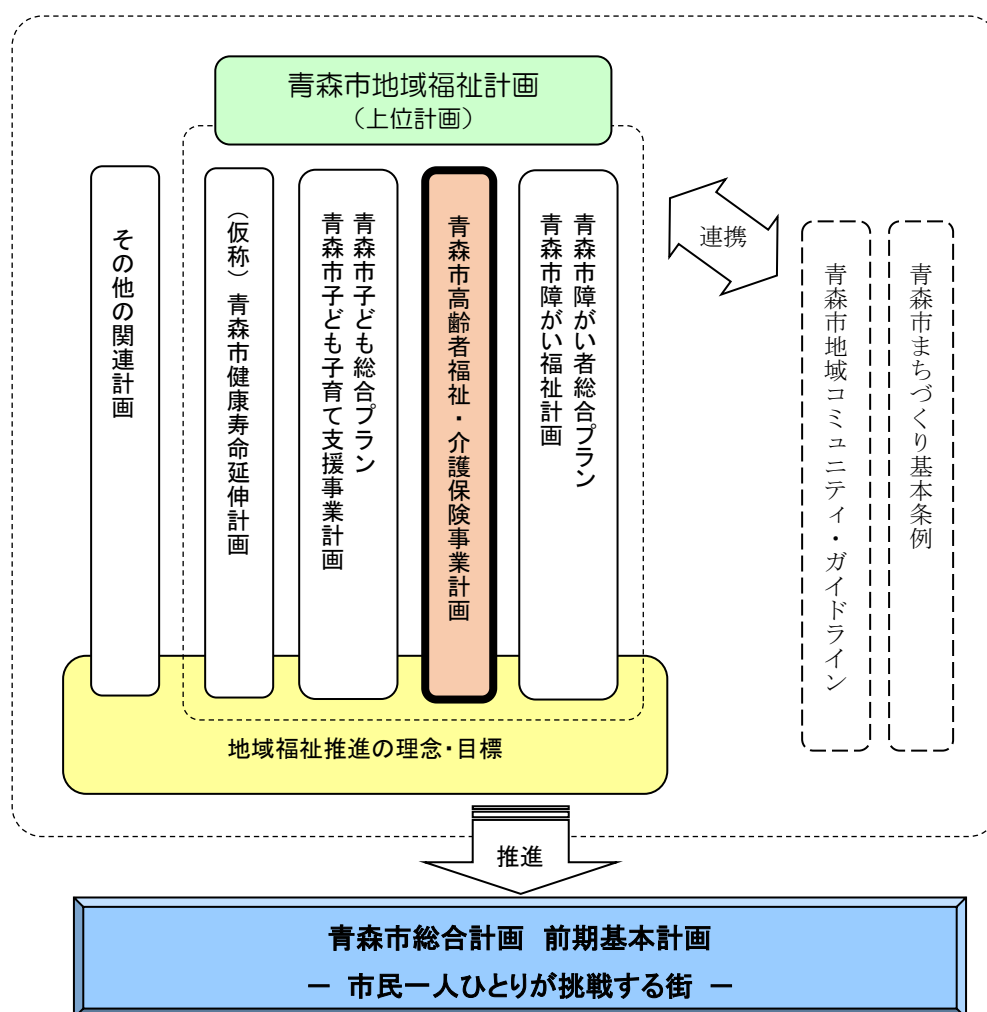 青森市地域福祉計画
（上位計画）
その他の関連計画
（仮称）青森市健康寿命延伸計画
青森市子ども総合プラン
青森市子ども子育て支援事業計画
青森市高齢者福祉・介護保険事業計画
青森市障がい者総合プラン
青森市障がい福祉計画
連携
青森市まちづくり基本条例
青森市地域コミュニティ・ガイドライン
地域福祉推進の理念・目標
推進
青森市総合計画 前期基本計画
－ 市民一人ひとりが挑戦する街 －